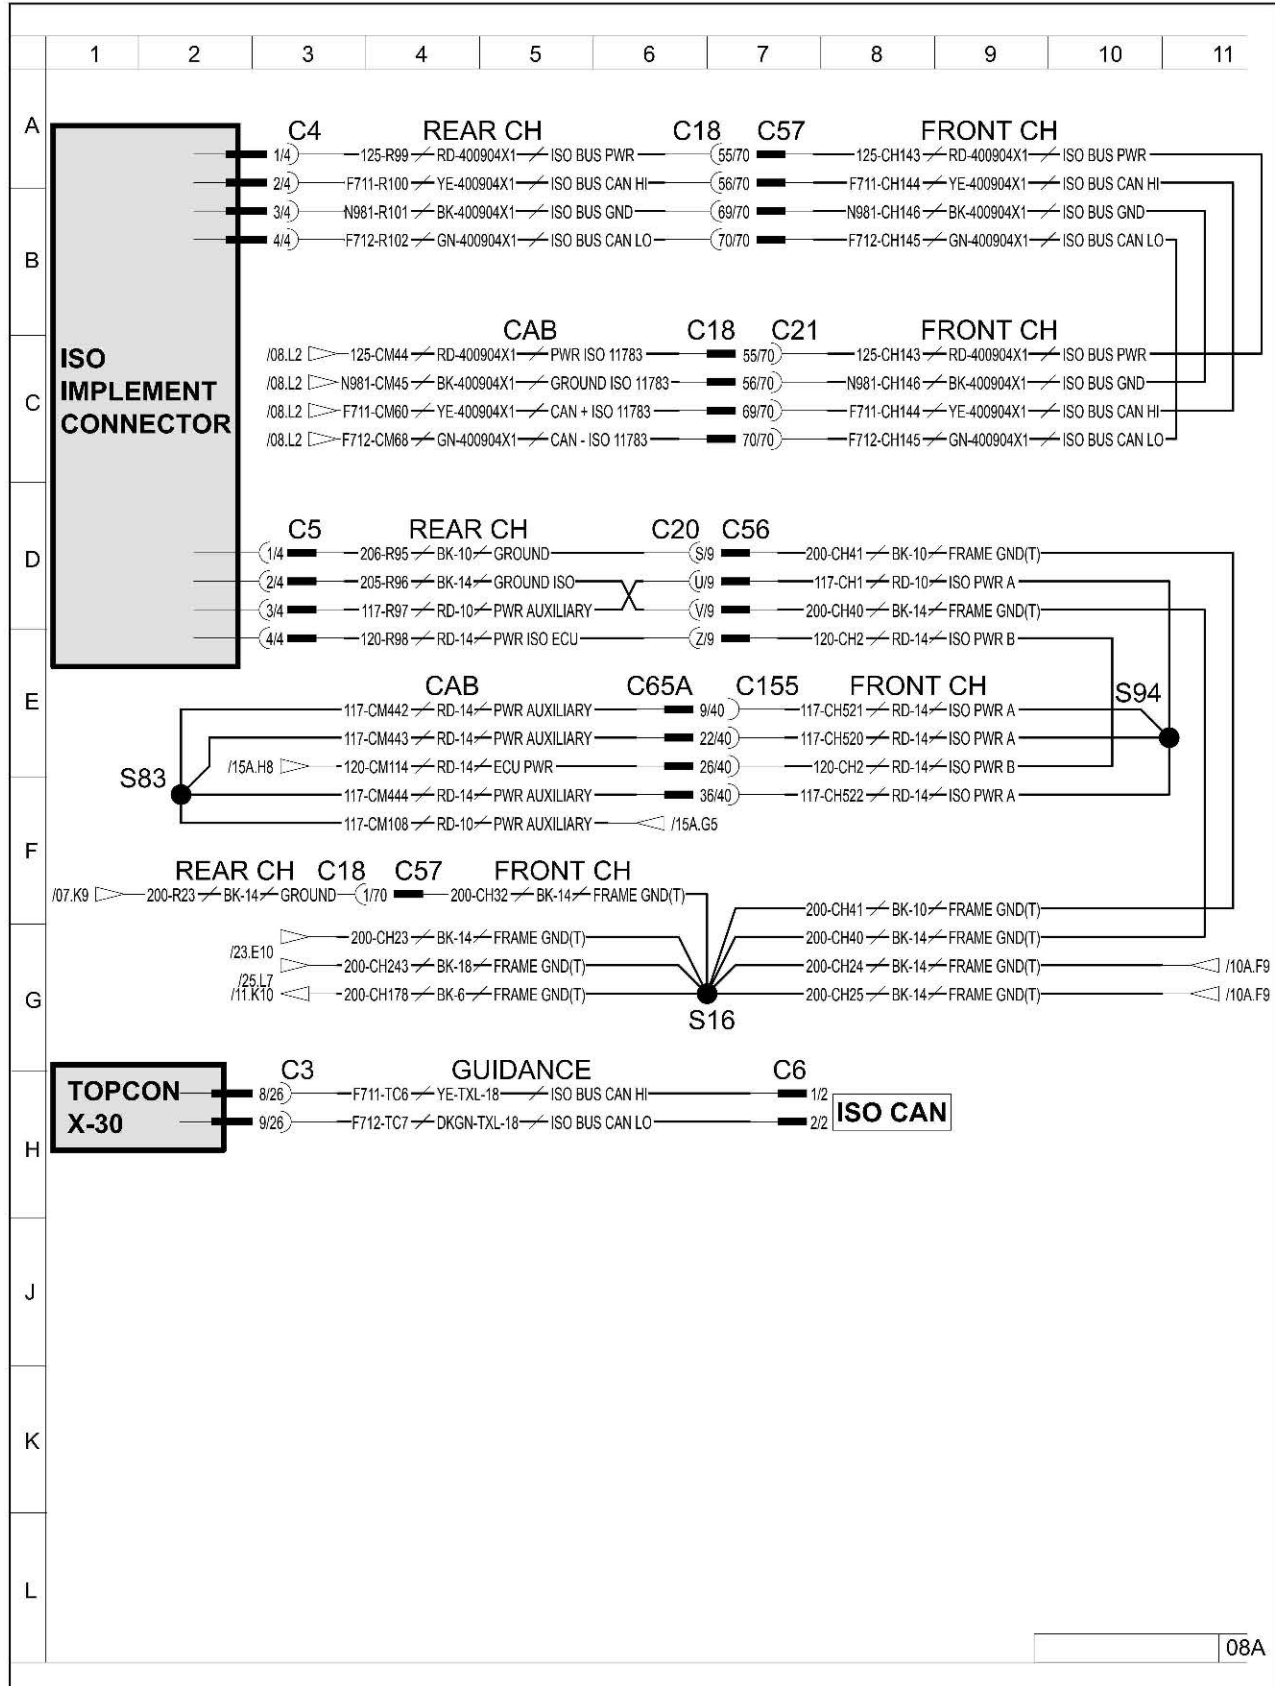 1 2 3 4 5 6 7 8 9 10 11
A
C4 REAR CH C18 C57 FRONT CH
1/4 125-R99 RD-400904X1 ISO BUS PWR 55/70 125-CH143 RD-400904X1 ISO BUS PWR
2/4 F711-R100 YE-400904X1 ISO BUS CAN HI 56/70 F711-CH144 YE-400904X1 ISO BUS CAN HI
3/4 N981-R101 BK-400904X1 ISO BUS GND 69/70 N981-CH146 BK-400904X1 ISO BUS GND
4/4 F712-R102 GN-400904X1 ISO BUS CAN LO 70/70 F712-CH145 GN-400904X1 ISO BUS CAN LO
B
CAB C18 C21 FRONT CH
ISO
IMPLEMENT
CONNECTOR
/08.L2 125-CM44 RD-400904X1 PWR ISO 11783 55/70 125-CH143 RD-400904X1 ISO BUS PWR
/08.L2 N981-CM45 BK-400904X1 GROUND ISO 11783 56/70 N981-CH146 BK-400904X1 ISO BUS GND
C
/08.L2 F711-CM60 YE-400904X1 CAN + ISO 11783 69/70 F711-CH144 YE-400904X1 ISO BUS CAN HI
/08.L2 F712-CM68 GN-400904X1 CAN - ISO 11783 70/70 F712-CH145 GN-400904X1 ISO BUS CAN LO
C5 REAR CH C20 C56
D
1/4 206-R95 BK-10 GROUND S/9 200-CH41 BK-10 FRAME GND(T)
2/4 205-R96 BK-14 GROUND ISO U/9 117-CH1 RD-10 ISO PWR A
3/4 117-R97 RD-10 PWR AUXILIARY V/9 200-CH40 BK-14 FRAME GND(T)
4/4 120-R98 RD-14 PWR ISO ECU Z/9 120-CH2 RD-14 ISO PWR B
E
CAB C65A C155 FRONT CH S94
117-CM442 RD-14 PWR AUXILIARY 9/40 117-CH521 RD-14 ISO PWR A
117-CM443 RD-14 PWR AUXILIARY 22/40 117-CH520 RD-14 ISO PWR A
/15A.H8 120-CM114 RD-14 ECU PWR 26/40 120-CH2 RD-14 ISO PWR B
S83
117-CM444 RD-14 PWR AUXILIARY 36/40 117-CH522 RD-14 ISO PWR A
117-CM108 RD-10 PWR AUXILIARY /15A.G5
F
REAR CH C18 C57 FRONT CH
/07.K9 200-R23 BK-14 GROUND 1/70 200-CH32 BK-14 FRAME GND(T)
200-CH41 BK-10 FRAME GND(T)
/23.E10 200-CH23 BK-14 FRAME GND(T) 200-CH40 BK-14 FRAME GND(T)
/25.L7 200-CH243 BK-18 FRAME GND(T) 200-CH24 BK-14 FRAME GND(T) /10A.F9
/11.K10 200-CH178 BK-6 FRAME GND(T) 200-CH25 BK-14 FRAME GND(T) /10A.F9
G
S16
C3 GUIDANCE C6
TOPCON
X-30
8/26 F711-TC6 YE-TXL-18 ISO BUS CAN HI 1/2
9/26 F712-TC7 DKGN-TXL-18 ISO BUS CAN LO 2/2
ISO CAN
H
J
K
L
08A